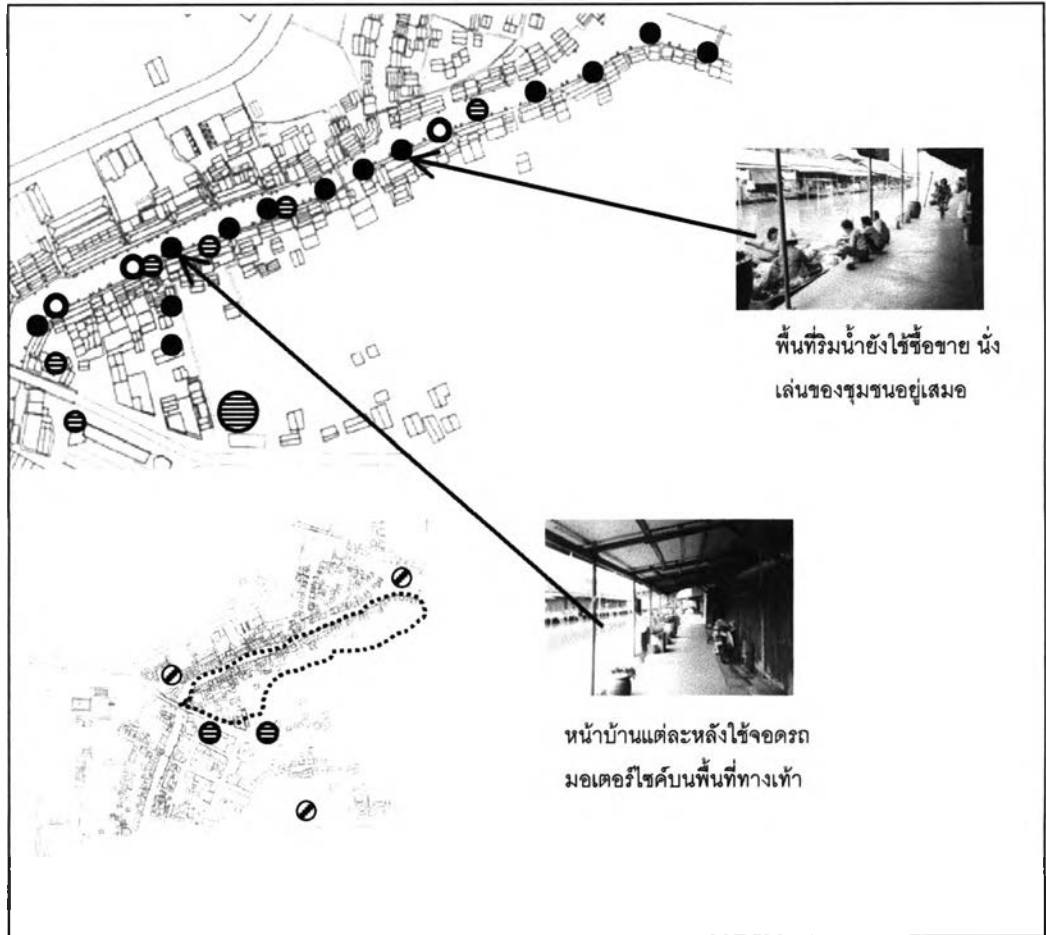 พื้นที่ริมน้ำยังใช้ซื้อขาย นั่ง
เล่นของชุมชนอยู่เสมอ
หน้าบ้านแต่ละหลังใช้จอดรถ
มอเตอร์ไซค์บนพื้นที่ทางเท้า